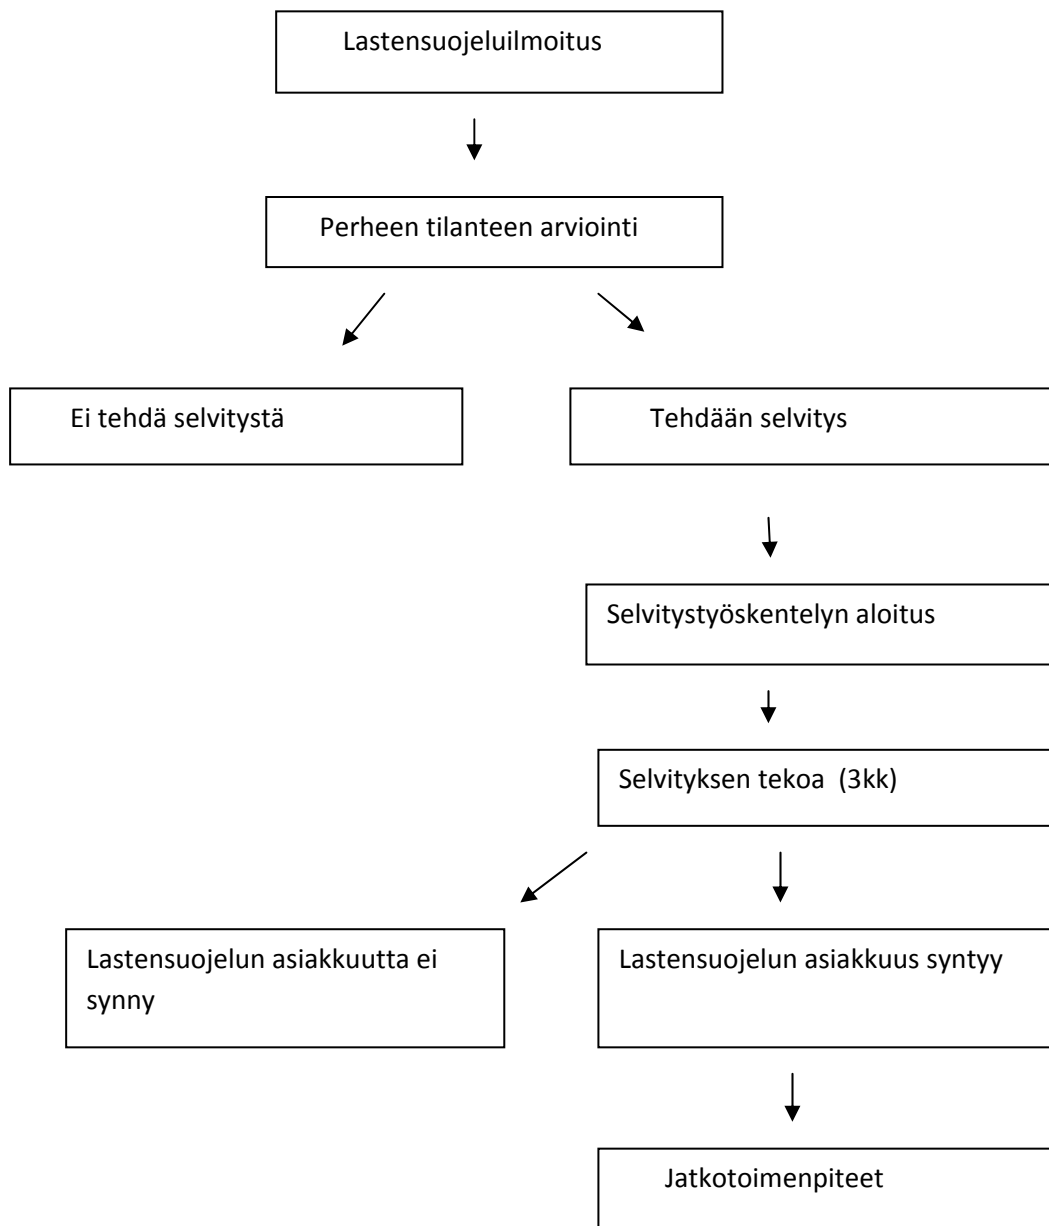 Lastensuojeluilmoitus
Perheen tilanteen arviointi
Ei tehdä selvitystä
Tehdään selvitys
Selvitystyöskentelyn aloitus
Selvityksen tekoa (3kk)
Lastensuojelun asiakkuutta ei
synny
Lastensuojelun asiakkuus syntyy
Jatkotoimenpiteet